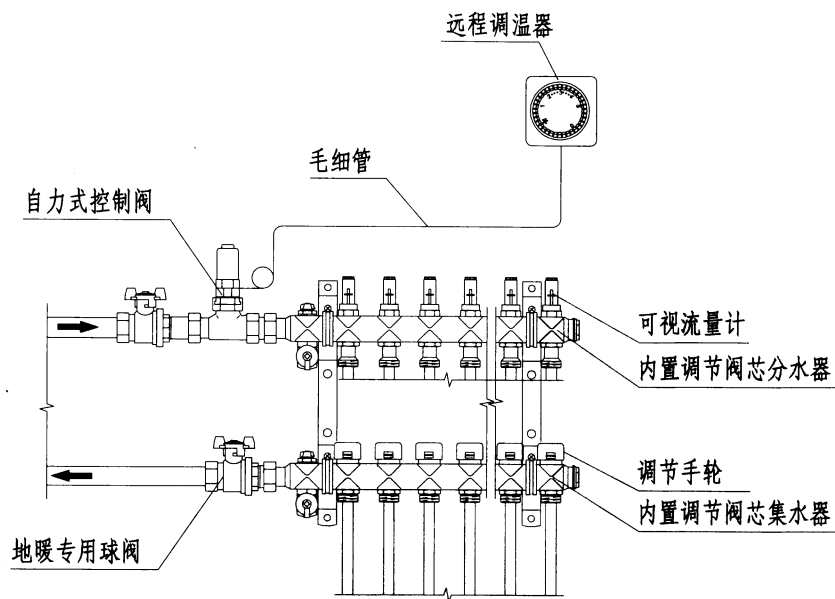 远程调温器
毛细管
自力式控制阀
可视流量计
内置调节阀芯分水器
调节手轮
内置调节阀芯集水器
地暖专用球阀